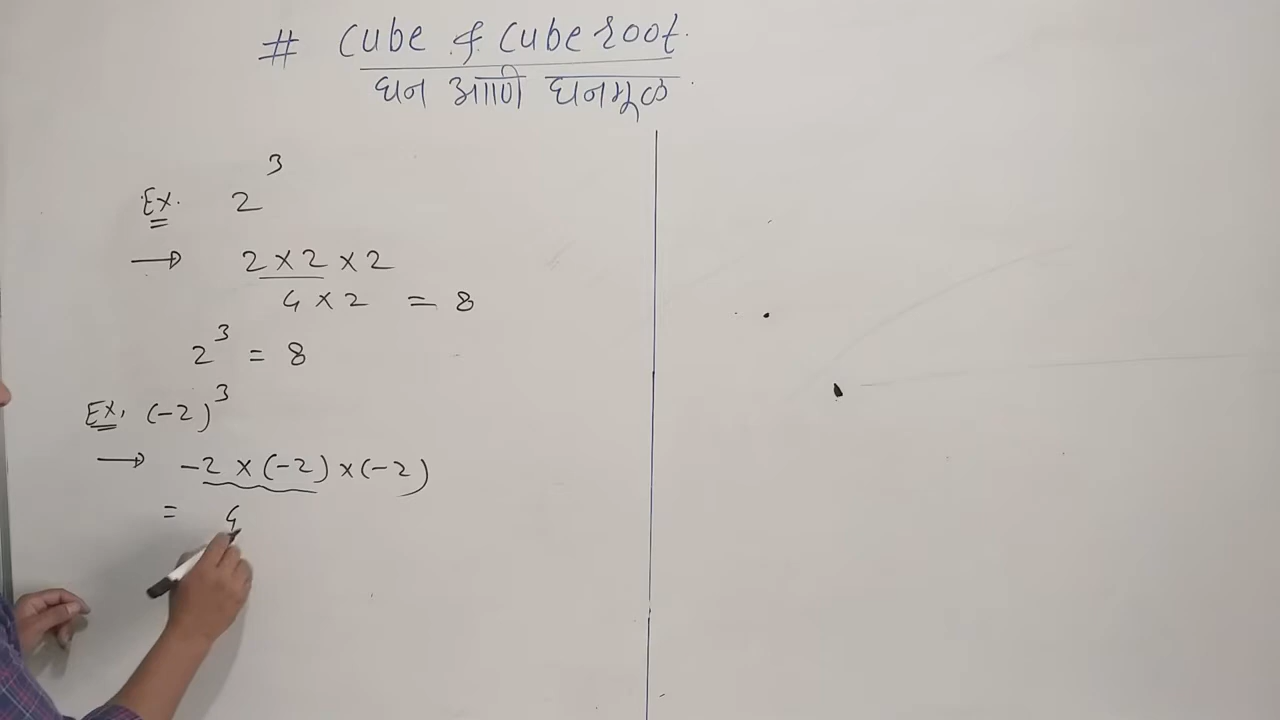 # Cube & Cube root.
घन आणि घनमूळ
Ex. 2³
→ 2 × 2 × 2
4 × 2 = 8
2³ = 8
Ex. (-2)³
→ -2 × (-2) × (-2)
= 4